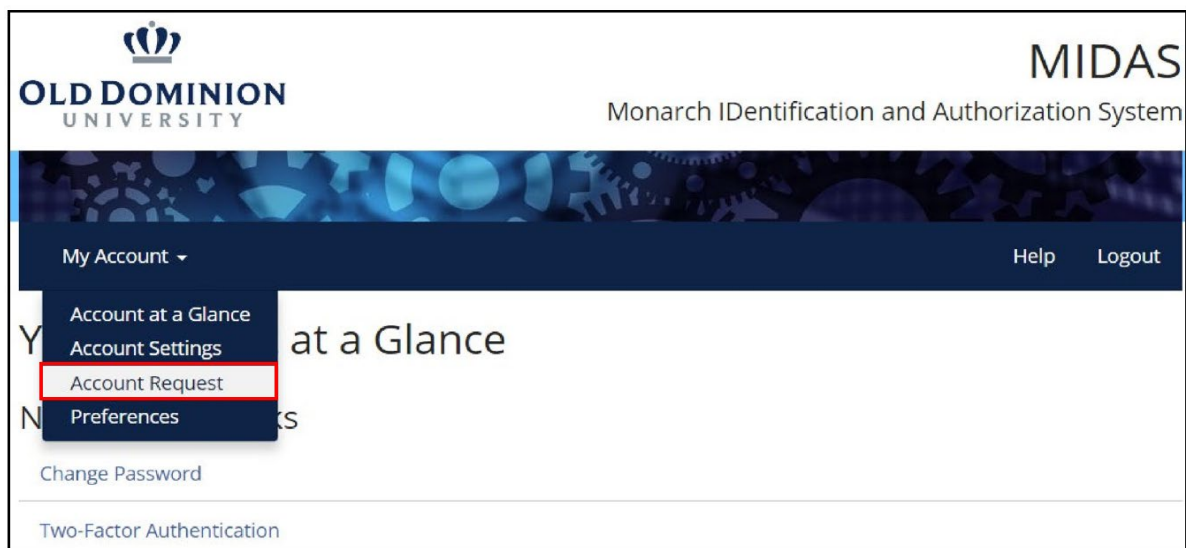 OLD DOMINION
UNIVERSITY
MIDAS
Monarch IDentification and Authorization System
My Account
Help
Logout
Account at a Glance
Account Settings
Account Request
Preferences
Y
at a Glance
N
ks
Change Password
Two-Factor Authentication